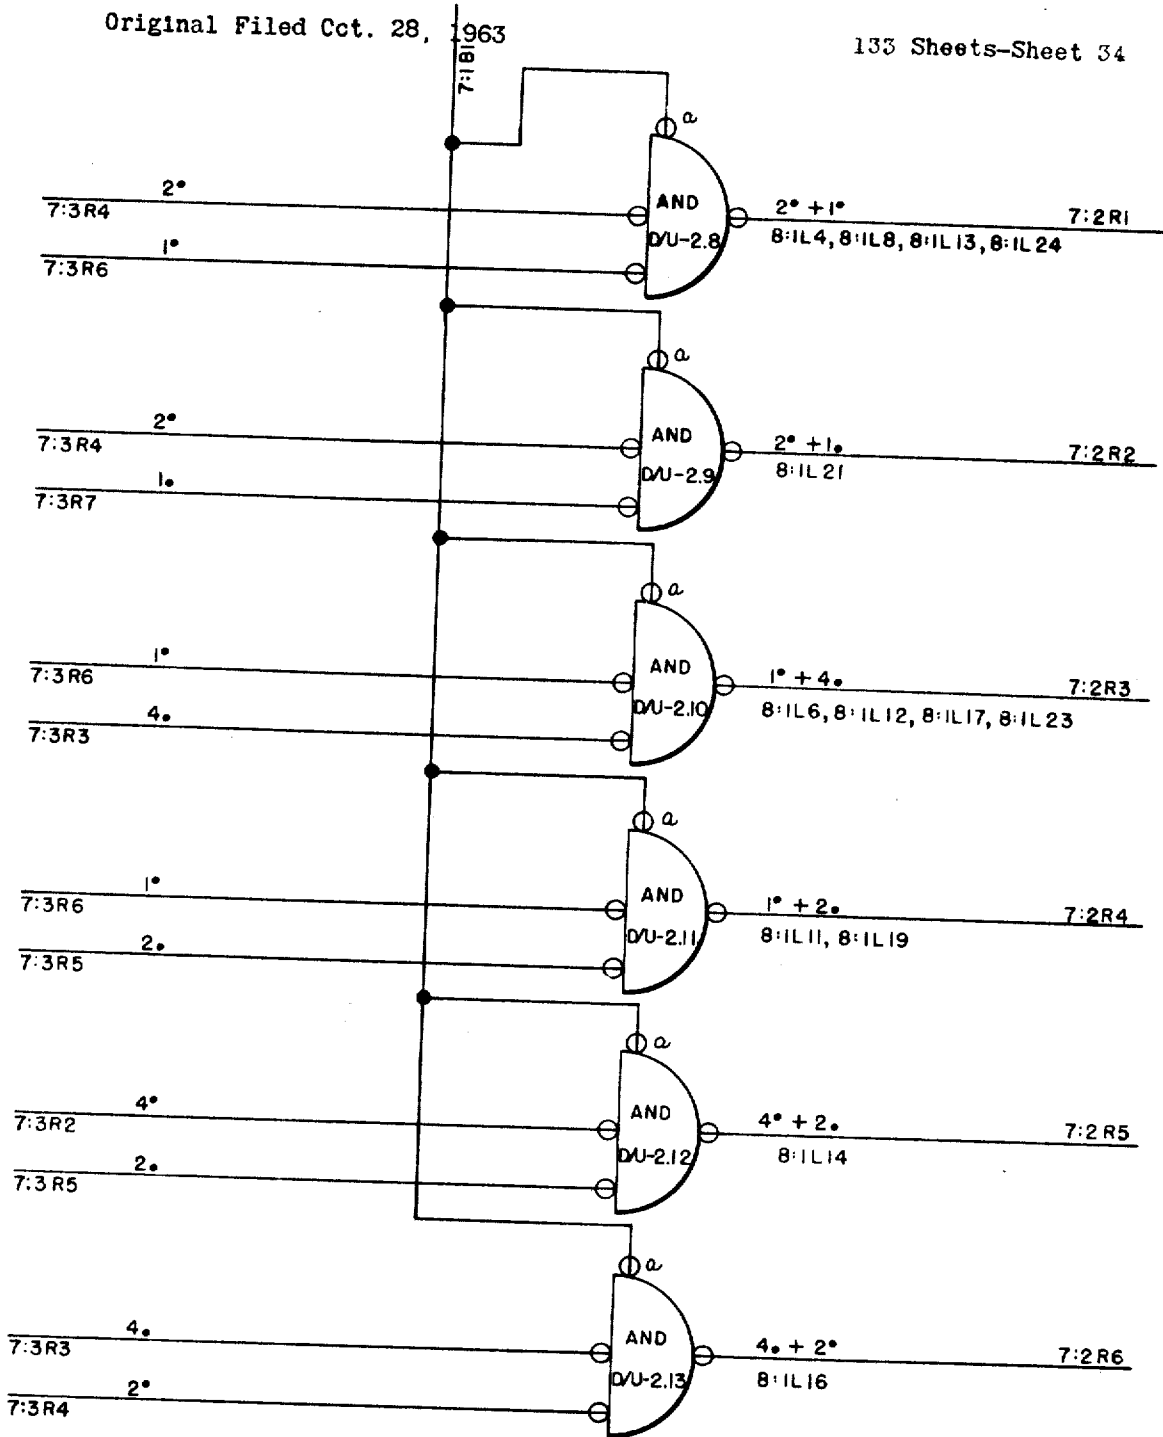 Original Filed Cct. 28, 1963
133 Sheets-Sheet 34
7:1B1
a
2• 7:3R4
1• 7:3R6
AND
D/U-2.8
2• + 1•
7:2R1
8:1L4, 8:1L8, 8:1L13, 8:1L24
a
2•
7:3R4
1.
7:3R7
AND
D/U-2.9
2• + 1.
7:2R2
8:1L21
a
1•
7:3R6
4.
7:3R3
AND
D/U-2.10
1• + 4.
7:2R3
8:1L6, 8:1L12, 8:1L17, 8:1L23
a
1•
7:3R6
2.
7:3R5
AND
D/U-2.11
1• + 2.
7:2R4
8:1L11, 8:1L19
a
4•
7:3R2
2.
7:3R5
AND
D/U-2.12
4• + 2.
7:2R5
8:1L14
a
4.
7:3R3
2•
7:3R4
AND
D/U-2.13
4. + 2•
7:2R6
8:1L16